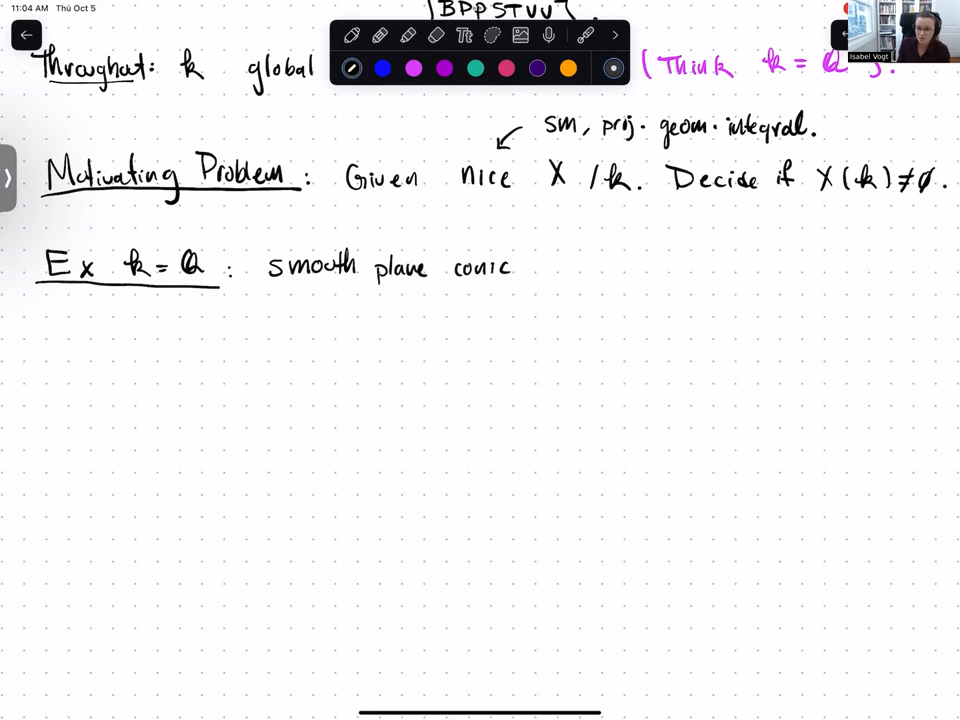 11:04 AM Thứ Oct 5
[BPPSTVV]
Throughout: k global
(Think k = Q).
Isabel Vogt
sm, proj. geom. integral.
Motivating Problem: Given nice X /k. Decide if X(k)≠∅.
Ex k = Q: smooth plane conic